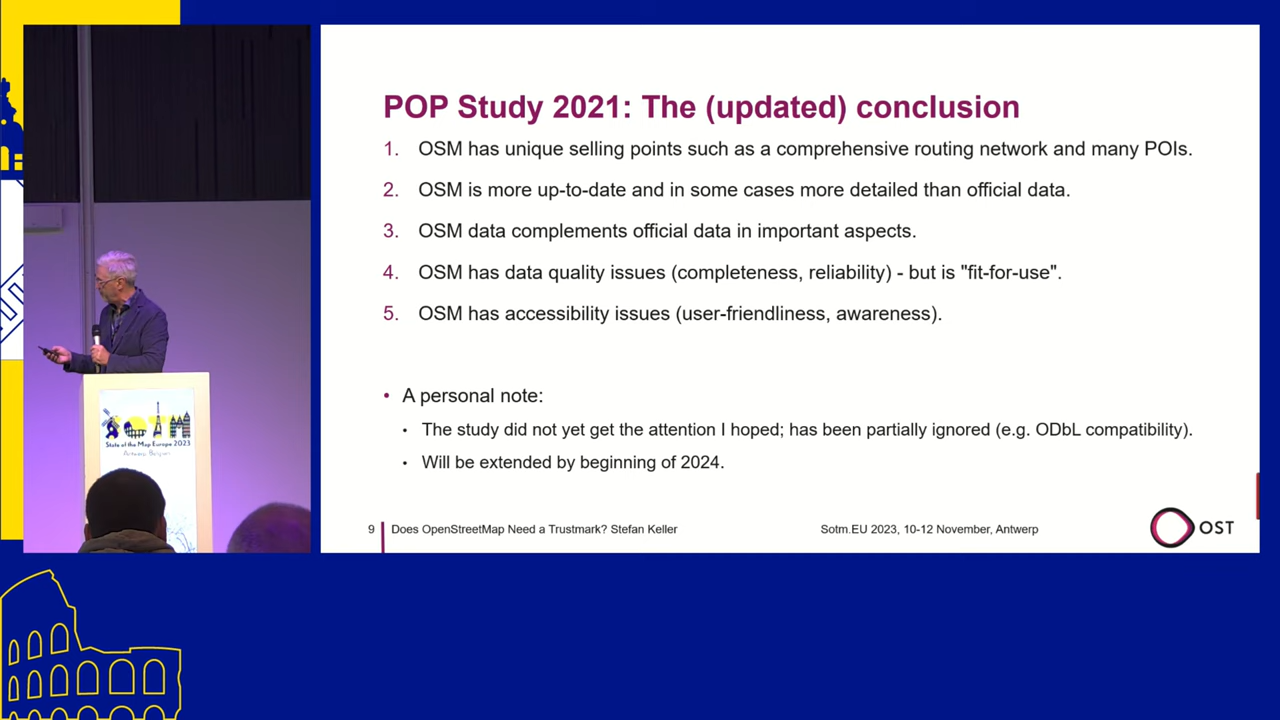 POP Study 2021: The (updated) conclusion
1. OSM has unique selling points such as a comprehensive routing network and many POIs.
2. OSM is more up-to-date and in some cases more detailed than official data.
3. OSM data complements official data in important aspects.
4. OSM has data quality issues (completeness, reliability) - but is "fit-for-use".
5. OSM has accessibility issues (user-friendliness, awareness).
• A personal note:
• The study did not yet get the attention I hoped; has been partially ignored (e.g. ODbL compatibility).
• Will be extended by beginning of 2024.
9 Does OpenStreetMap Need a Trustmark? Stefan Keller
Sotm.EU 2023, 10-12 November, Antwerp
OST
SOTM
State of the Map Europe 2023
Antwerp Belgium